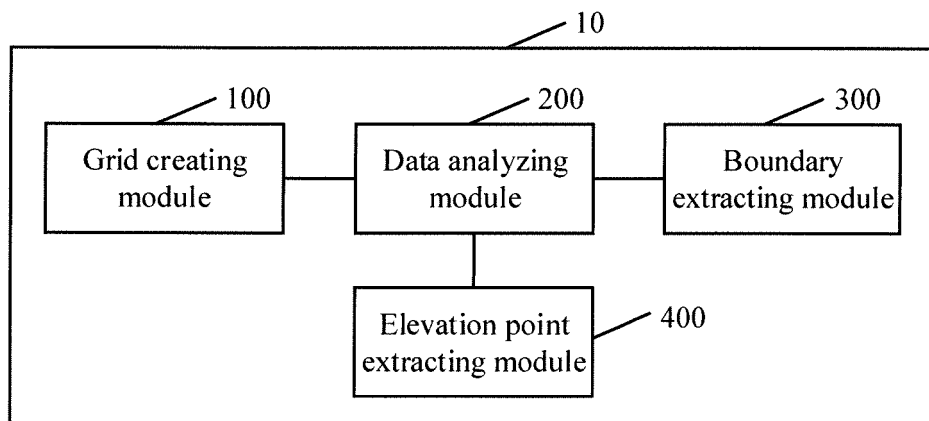 10
100
200
300
Grid creating
module
Data analyzing
module
Boundary
extracting module
Elevation point
extracting module
400